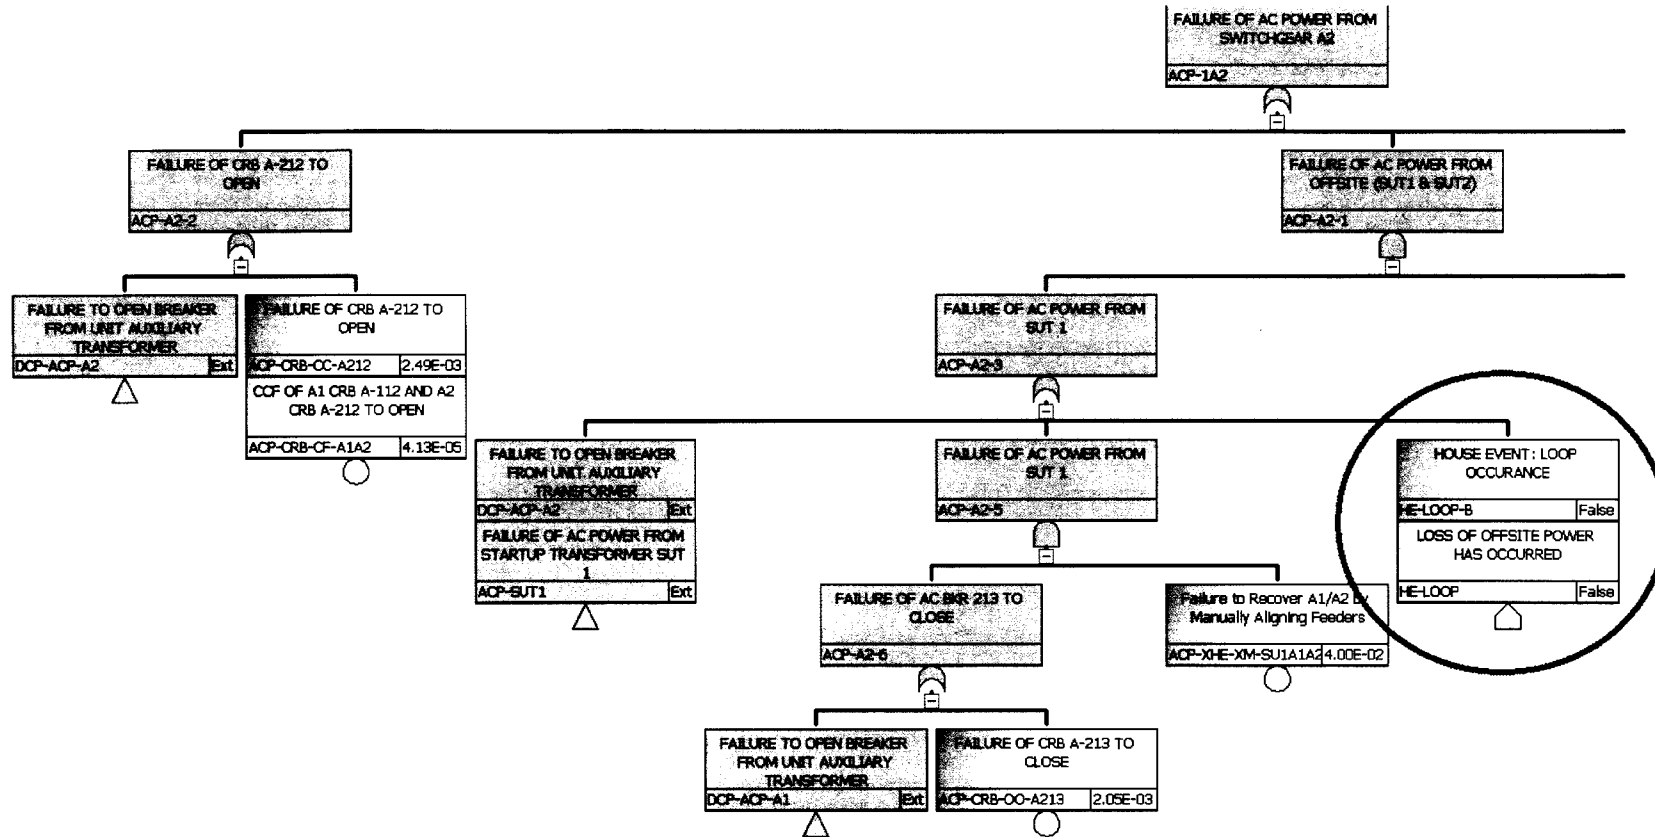 FAILURE OF AC POWER FROM
SWITCHGEAR A2
ACP-1A2
FAILURE OF CRB A-212 TO
OPEN
ACP-A2-2
FAILURE OF AC POWER FROM
OFFSITE (SUT1 & SUT2)
ACP-A2-1
FAILURE TO OPEN BREAKER
FROM UNIT AUXILIARY
TRANSFORMER
DCP-ACP-A2 Ext
FAILURE OF CRB A-212 TO
OPEN
ACP-CRB-CC-A212 2.49E-03
CCF OF A1 CRB A-112 AND A2
CRB A-212 TO OPEN
ACP-CRB-CF-A1A2 4.13E-05
FAILURE OF AC POWER FROM
SUT 1
ACP-A2-3
FAILURE TO OPEN BREAKER
FROM UNIT AUXILIARY
TRANSFORMER
DCP-ACP-A2 Ext
FAILURE OF AC POWER FROM
STARTUP TRANSFORMER SUT
1
ACP-SUT1 Ext
FAILURE OF AC POWER FROM
SUT 1
ACP-A2-5
HOUSE EVENT: LOOP
OCCURANCE
HE-LOOP-B False
LOSS OF OFFSITE POWER
HAS OCCURRED
HE-LOOP False
FAILURE OF AC BKR 213 TO
CLOSE
ACP-A2-6
Failure to Recover A1/A2 by
Manually Aligning Feeders
ACP-XHE-XM-SU1A1A2 4.00E-02
FAILURE TO OPEN BREAKER
FROM UNIT AUXILIARY
TRANSFORMER
DCP-ACP-A1 Ext
FAILURE OF CRB A-213 TO
CLOSE
ACP-CRB-OO-A213 2.05E-03